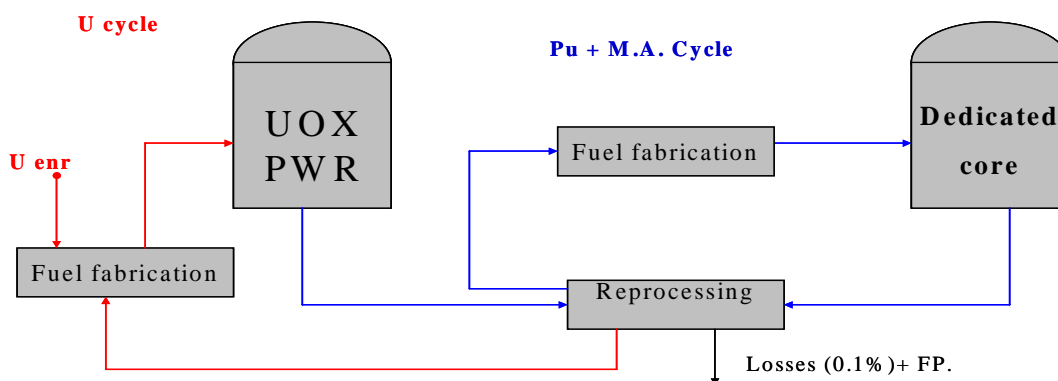 U cycle
Pu + M.A. Cycle
UOX
PWR
Dedicated
core
Fuel fabrication
U enr
Fuel fabrication
Reprocessing
Losses (0.1%)+ FP.